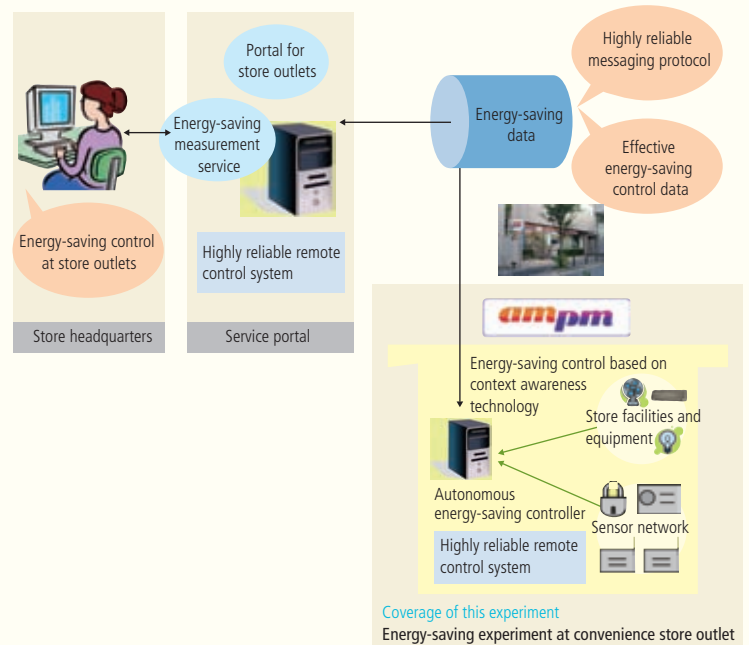 Portal for
store outlets
Energy-saving
measurement
service
Energy-saving control
at store outlets
Highly reliable remote
control system
Store headquarters
Service portal
Energy-saving
data
Highly reliable
messaging protocol
Effective
energy-saving
control data
ampm
Energy-saving control based on
context awareness
technology
Store facilities and
equipment
Autonomous
energy-saving controller
Sensor network
Highly reliable remote
control system
Coverage of this experiment
Energy-saving experiment at convenience store outlet